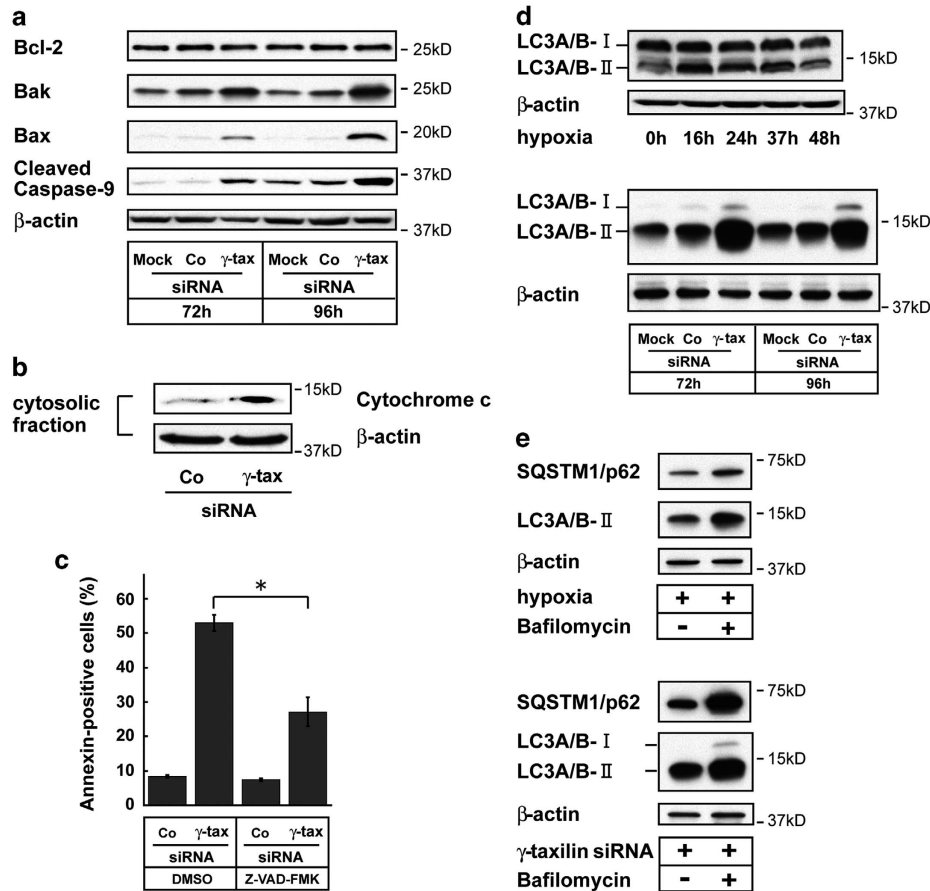 a
Bcl-2
25kD
Bak
25kD
Bax
20kD
Cleaved
Caspase-9
37kD
β-actin
37kD
Mock Co γ-tax Mock Co γ-tax
siRNA siRNA
72h 96h
b
cytosolic
fraction
15kD
Cytochrome c
β-actin
37kD
Co γ-tax
siRNA
c
Annexin-positive cells (%)
60
50
40
30
20
10
0
*
Co γ-tax Co γ-tax
siRNA siRNA
DMSO Z-VAD-FMK
d
LC3A/B-Ⅰ
LC3A/B-Ⅱ
15kD
β-actin
37kD
hypoxia 0h 16h 24h 37h 48h
LC3A/B-Ⅰ
LC3A/B-Ⅱ
15kD
β-actin
37kD
Mock Co γ-tax Mock Co γ-tax
siRNA siRNA
72h 96h
e
SQSTM1/p62
75kD
LC3A/B-Ⅱ
15kD
β-actin
37kD
hypoxia + +
Bafilomycin - +
SQSTM1/p62
75kD
LC3A/B-Ⅰ
LC3A/B-Ⅱ
15kD
β-actin
37kD
γ-taxilin siRNA + +
Bafilomycin - +